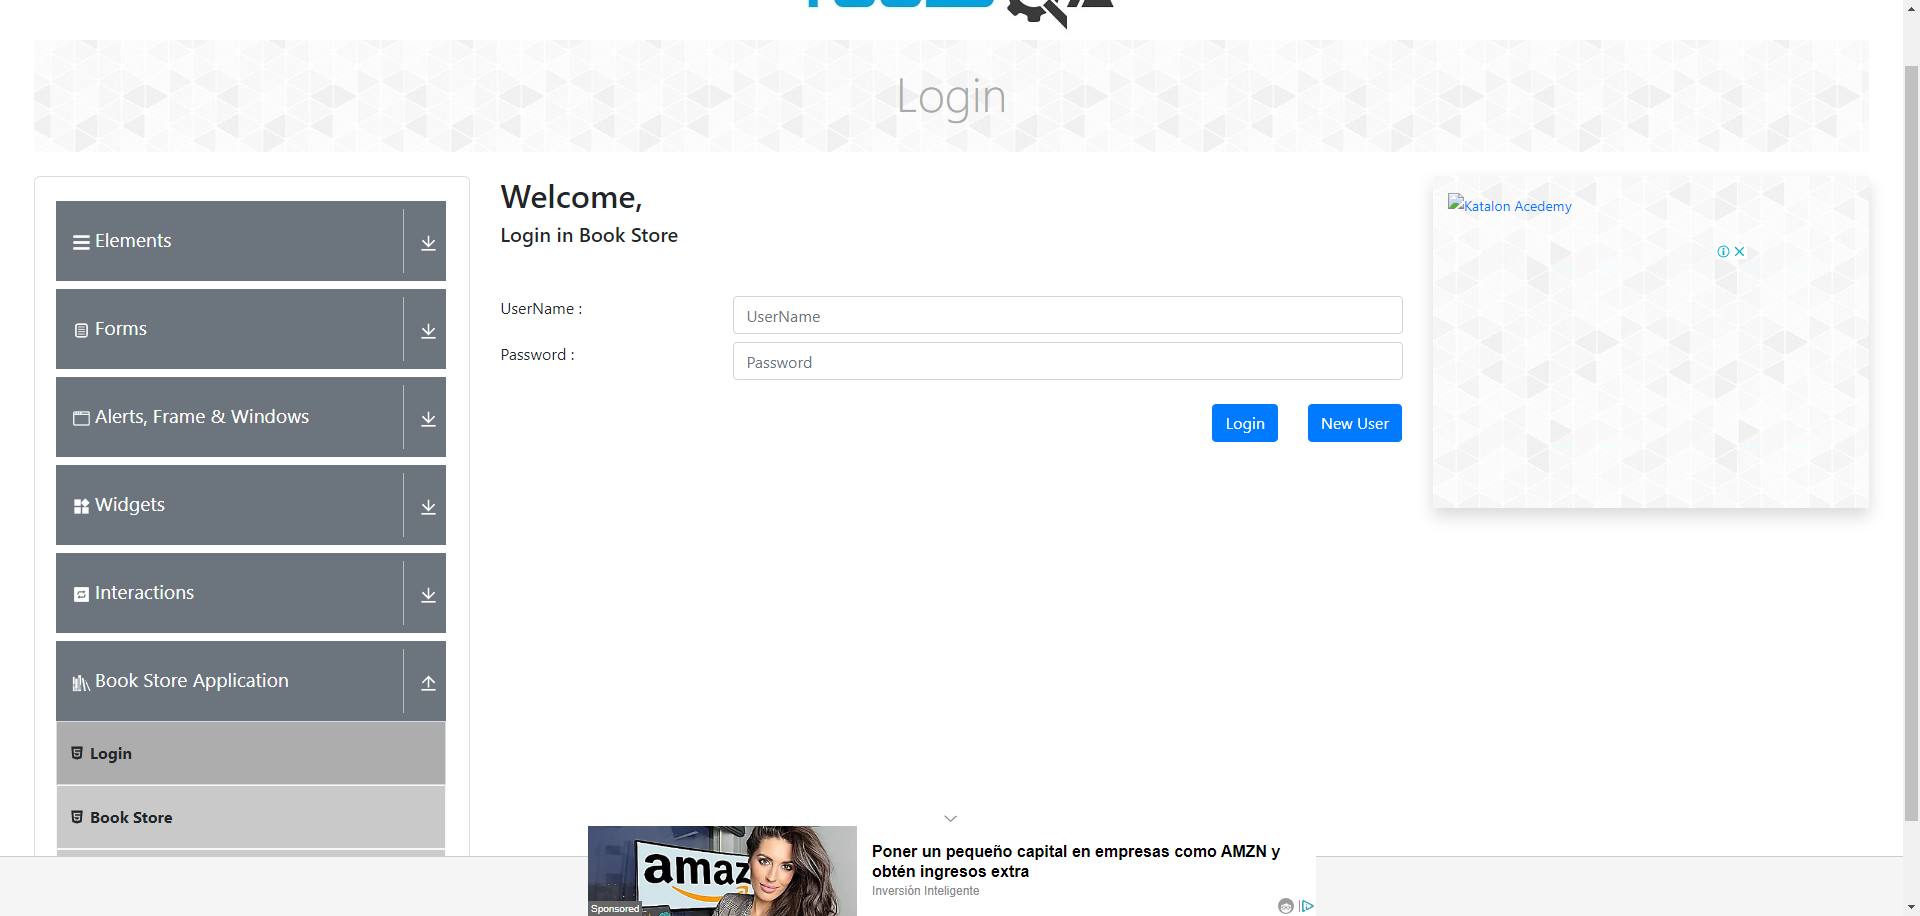 Login
Elements
Forms
Alerts, Frame & Windows
Widgets
Interactions
Book Store Application
Login
Book Store
Welcome,
Login in Book Store
UserName :
UserName
Password :
Password
Login
New User
Katalon Acedemy
amaz
Sponsored
Poner un pequeño capital en empresas como AMZN y
obtén ingresos extra
Inversión Inteligente